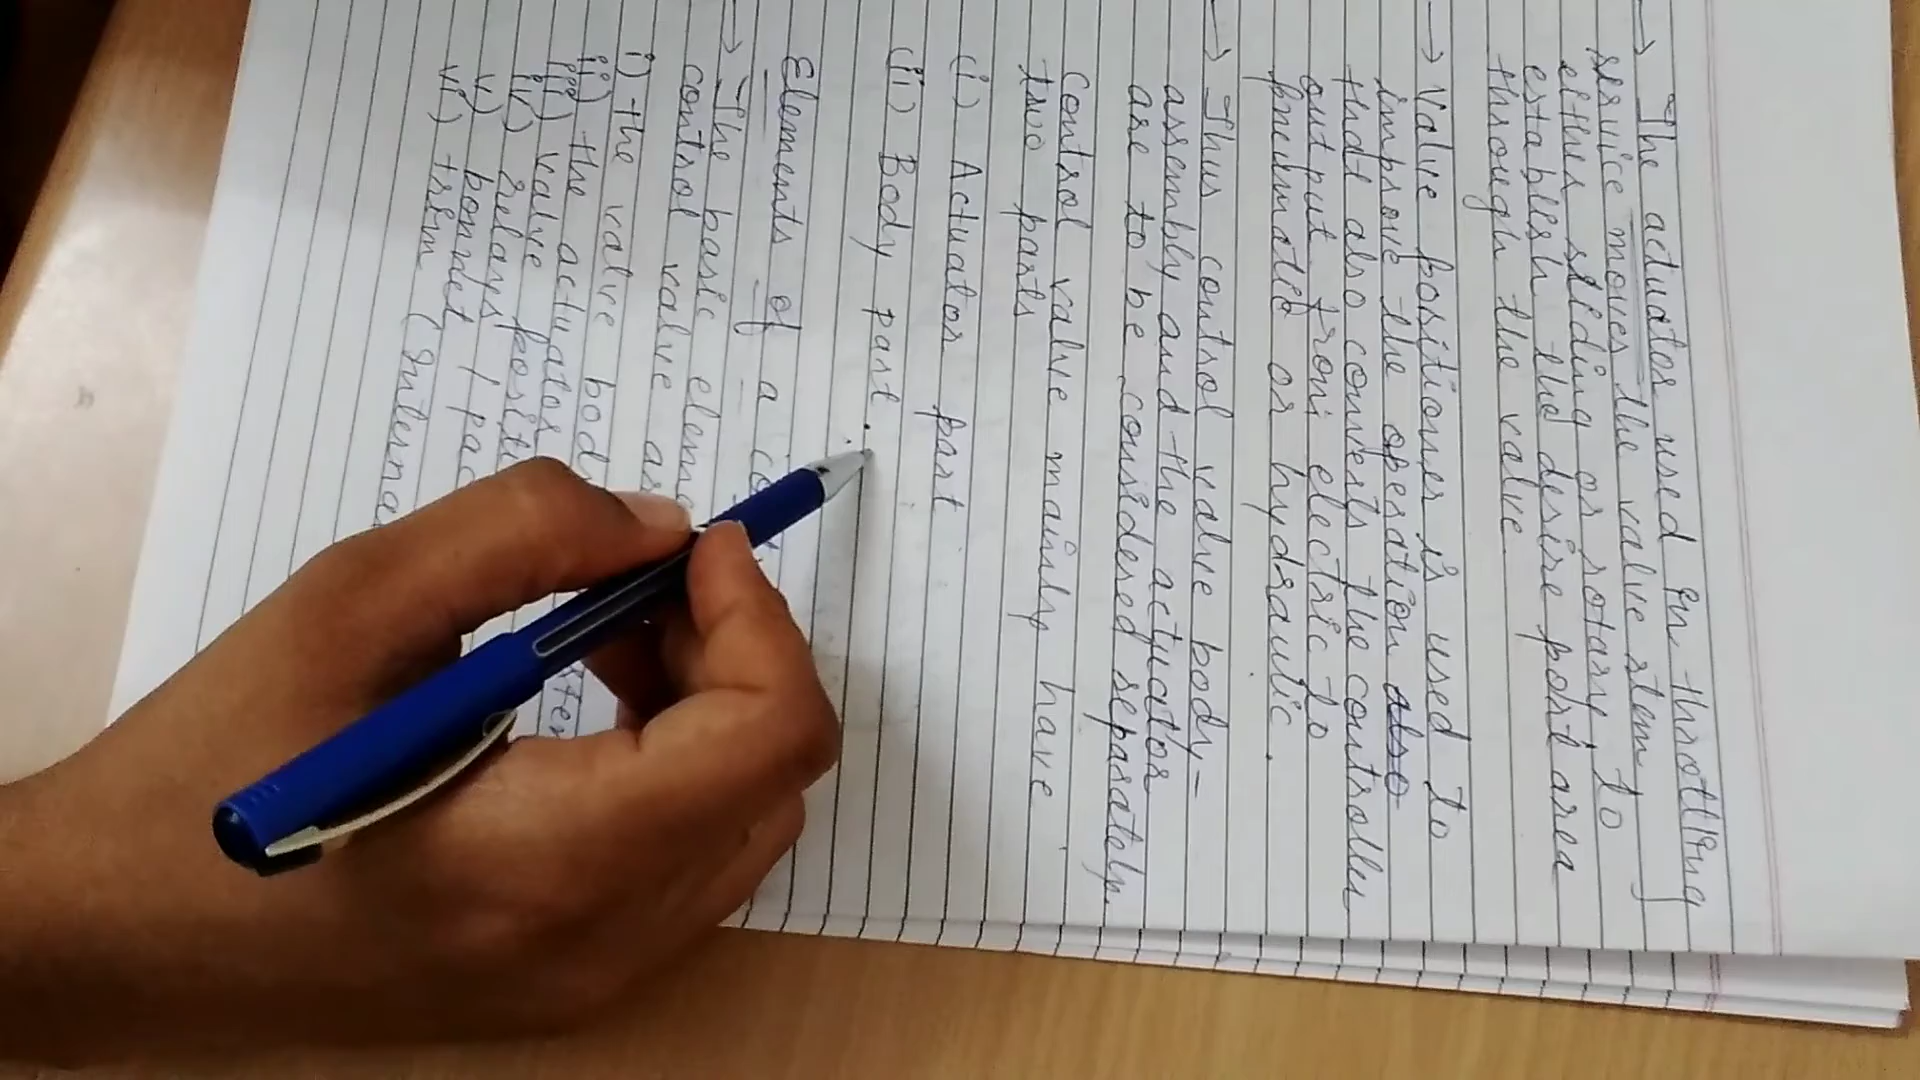 → The actuator used in throttling
service moves the valve stem
either sliding or rotary to
establish the desire port area
through the valve.
→ Valve positioner is used to
improve the operation also
that also converts the controller
output from electric to
pneumatic or hydraulic.
→ Thus control valve body-
assembly and the actuator
are to be considered separately.
Control valve mainly have
two parts
(i) Actuator part
(ii) Body part.
Elements of a
→ The basic
control valve
i) the valve
ii) the actuator
iii) valve
iv) relays
v) bonnet / pac
vi) trim (interna